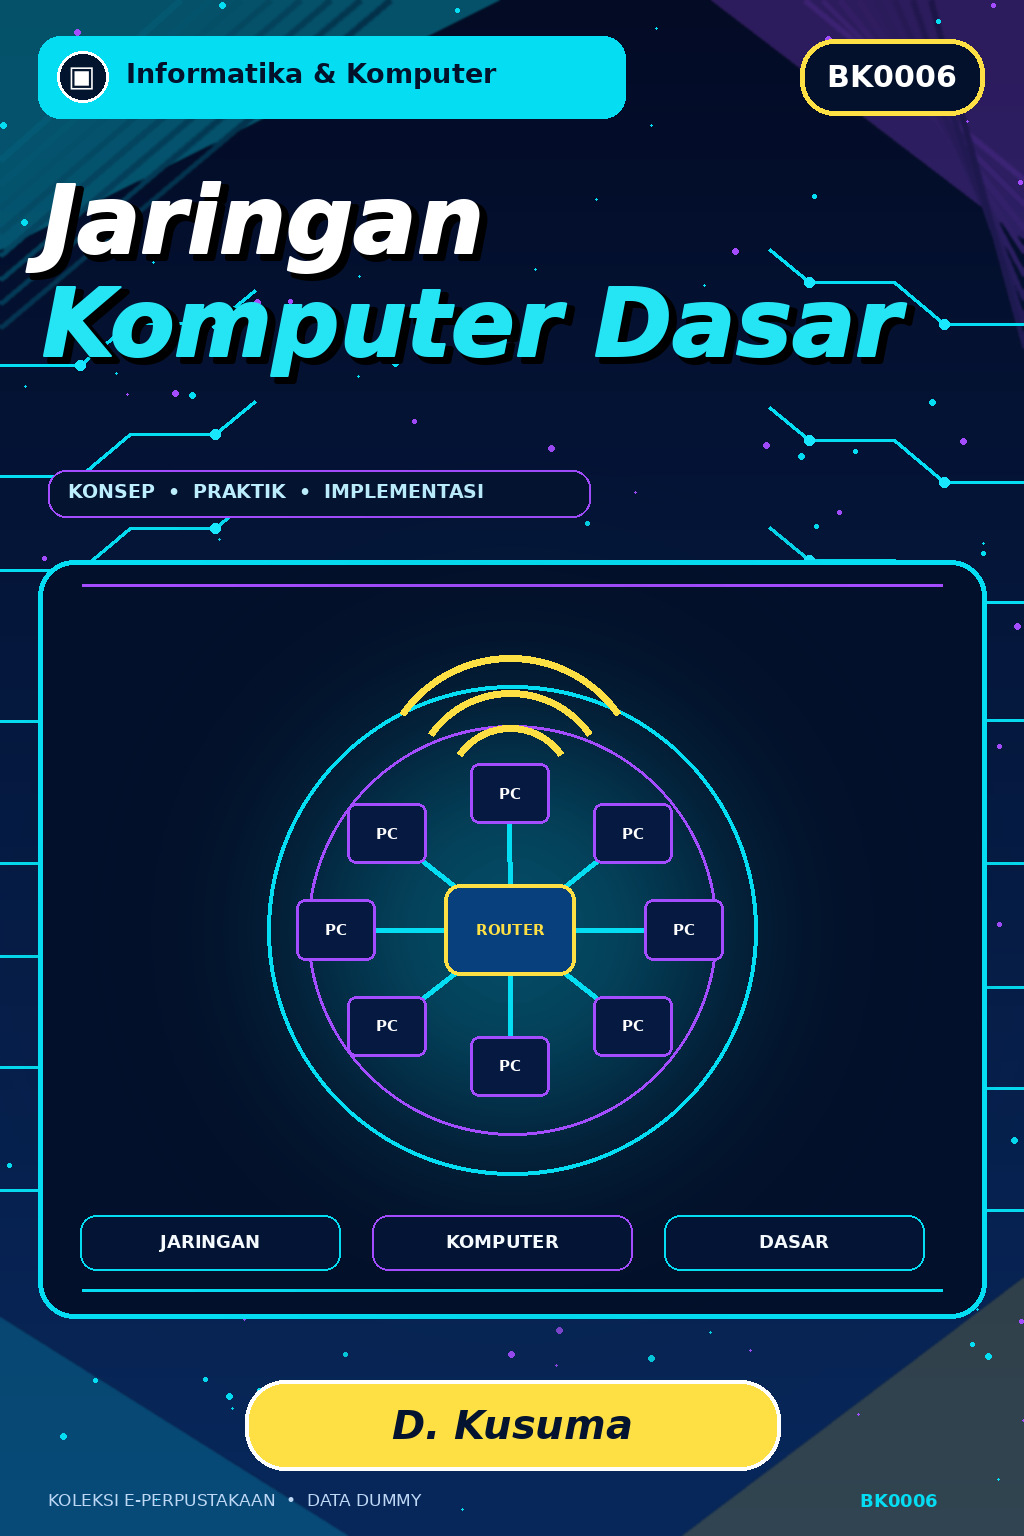 Informatika & Komputer
BK0006
Jaringan
Komputer Dasar
KONSEP • PRAKTIK • IMPLEMENTASI
PC
PC
PC
PC
ROUTER
PC
PC
PC
PC
JARINGAN
KOMPUTER
DASAR
D. Kusuma
KOLEKSI E-PERPUSTAKAAN • DATA DUMMY
BK0006